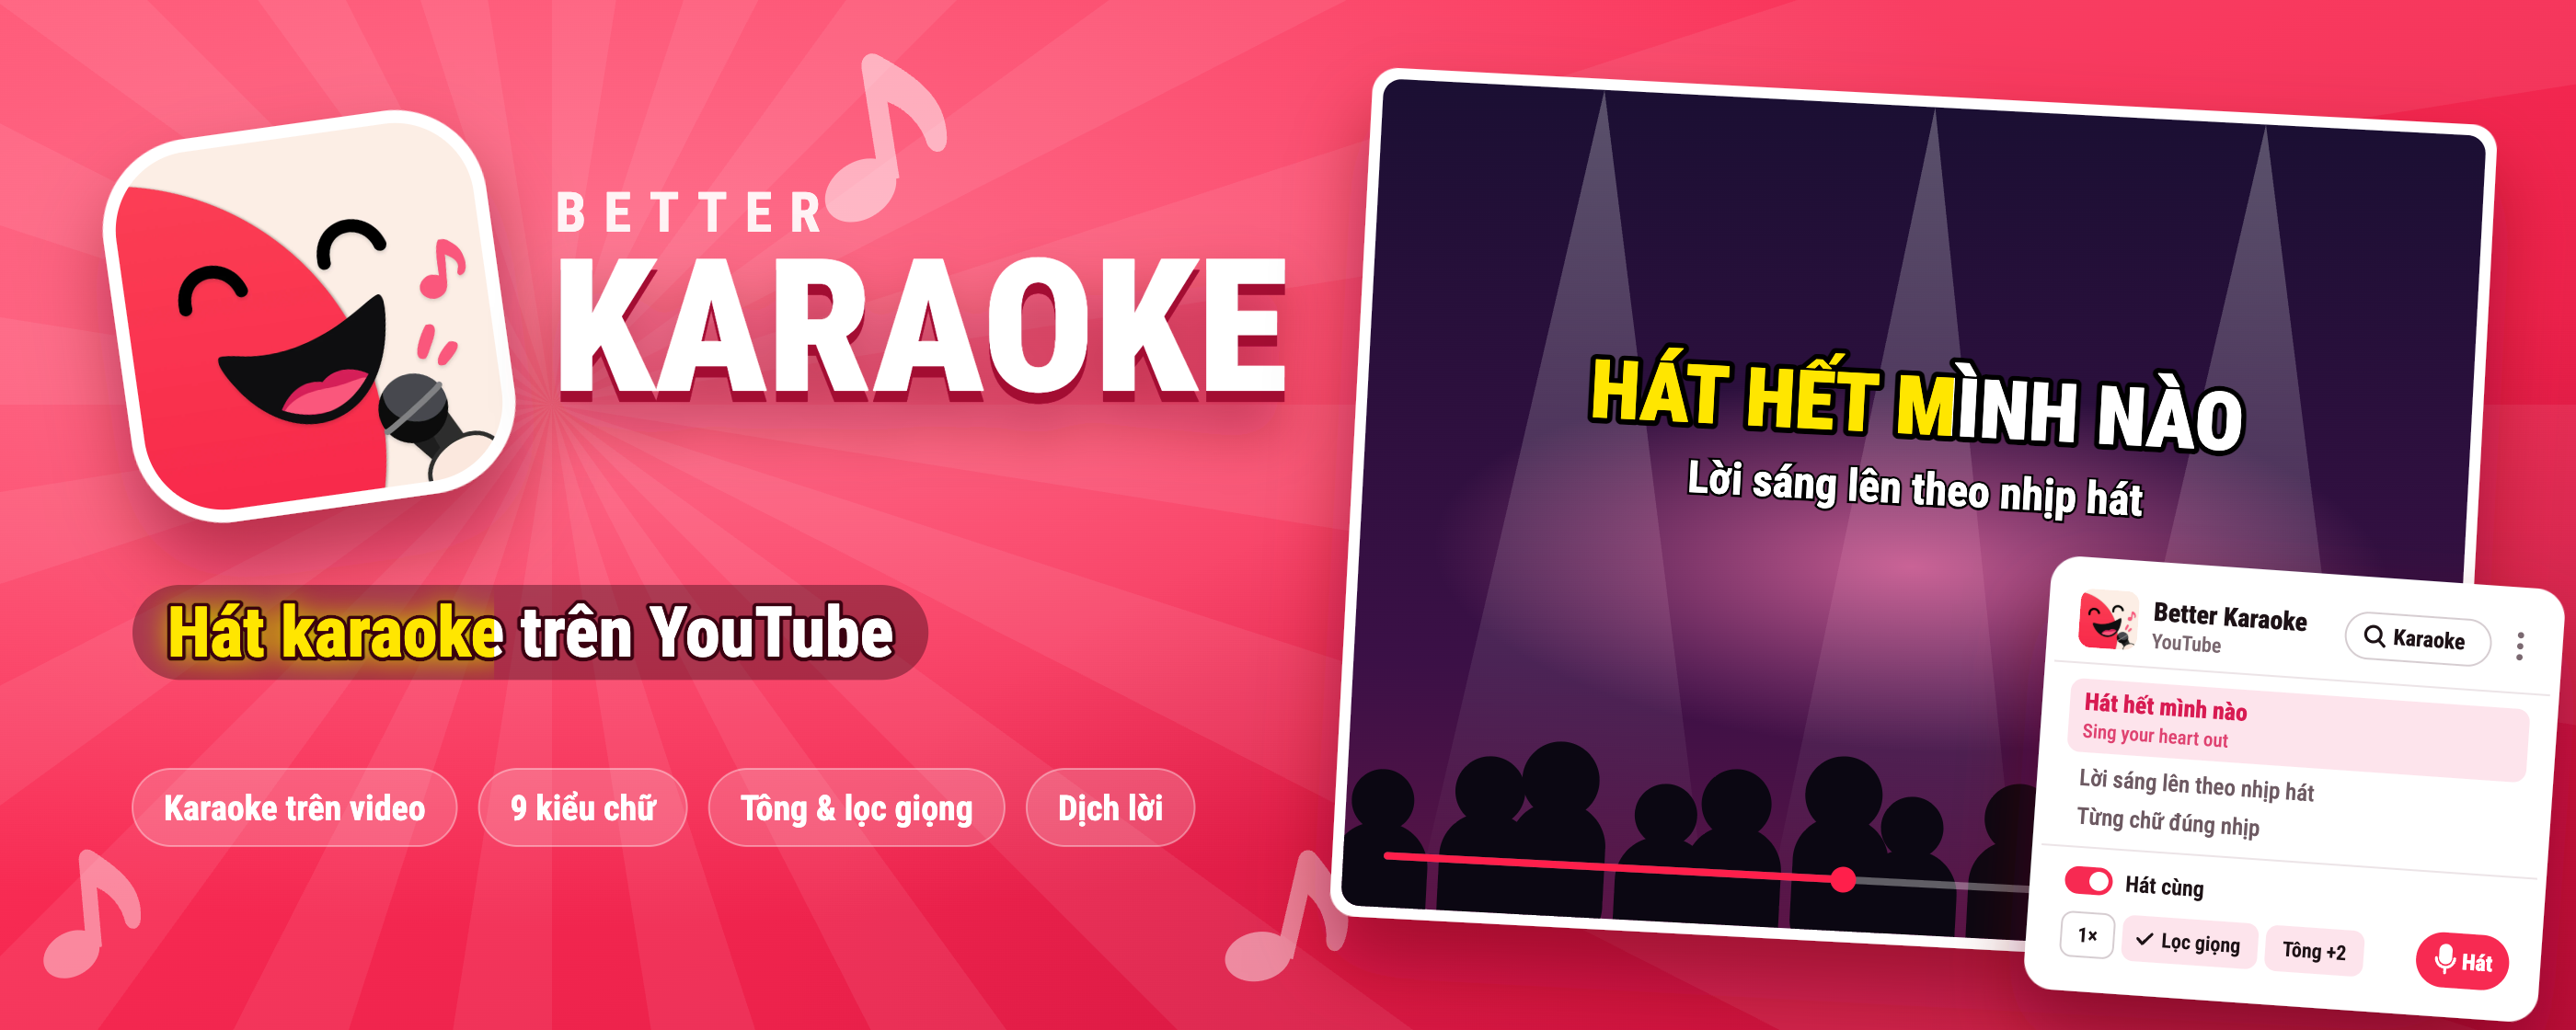 BETTER
KARAOKE
Hát karaoke trên YouTube
Karaoke trên video
9 kiểu chữ
Tông & lọc giọng
Dịch lời
HÁT HẾT MÌNH NÀO
Lời sáng lên theo nhịp hát
Better Karaoke
YouTube
Karaoke
Hát hết mình nào
Sing your heart out
Lời sáng lên theo nhịp hát
Từng chữ đúng nhịp
Hát cùng
1×
Lọc giọng
Tông +2
Hát